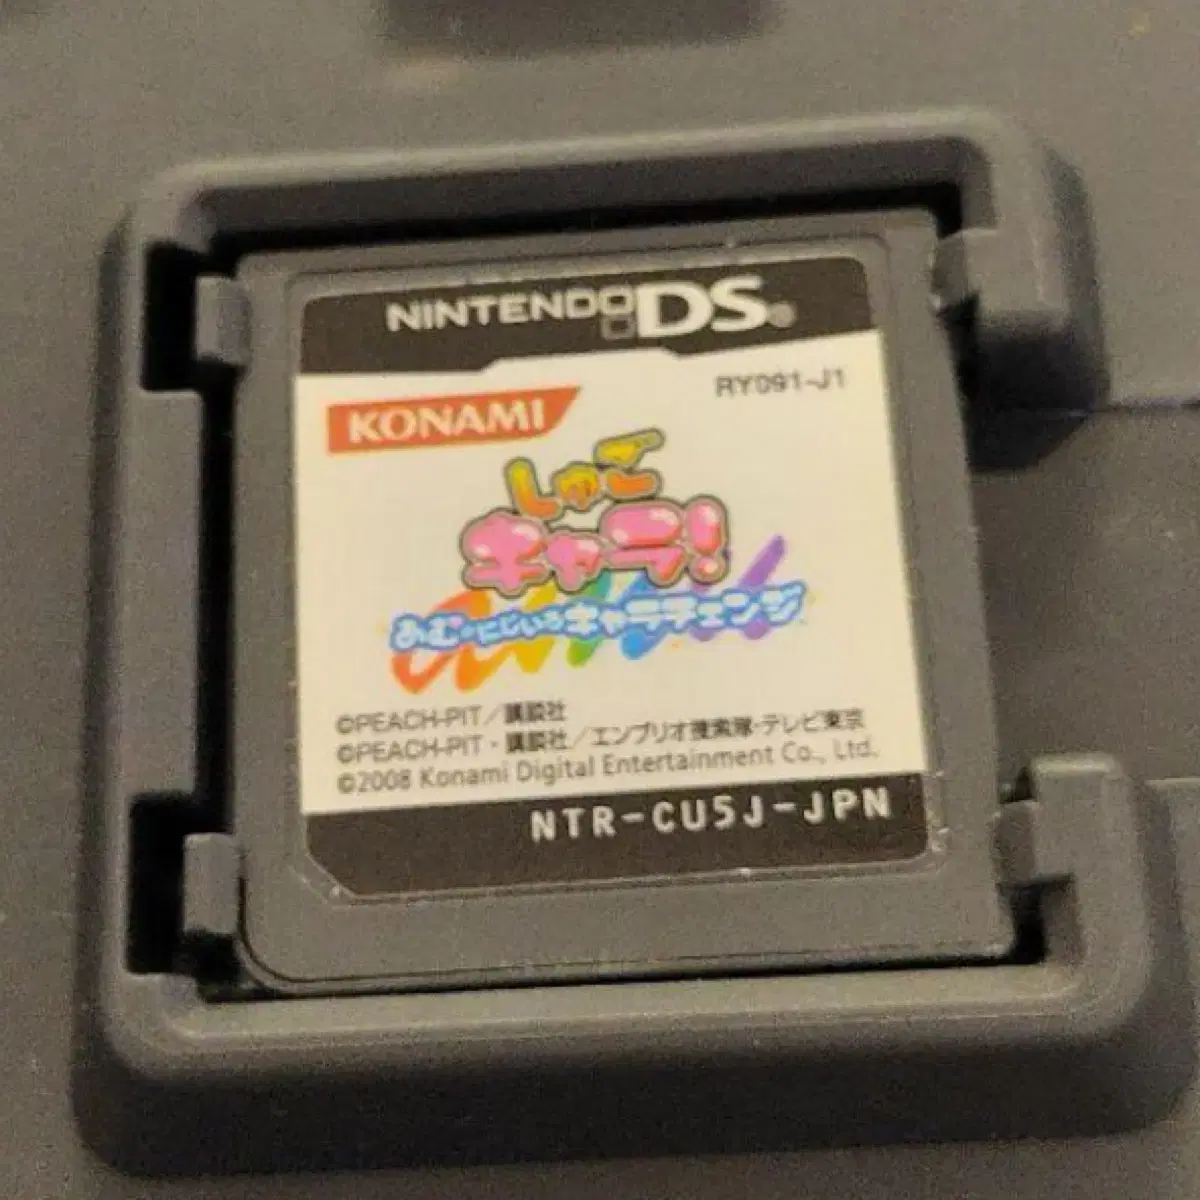 NINTENDO DS®
RY091-J1
KONAMI
しゅご
キャラ!
あむのにじいろキャラチェンジ
©PEACH-PIT/講談社
©PEACH-PIT・講談社/エンブリオ捜索隊・テレビ東京
©2008 Konami Digital Entertainment Co., Ltd.
NTR-CU5J-JPN